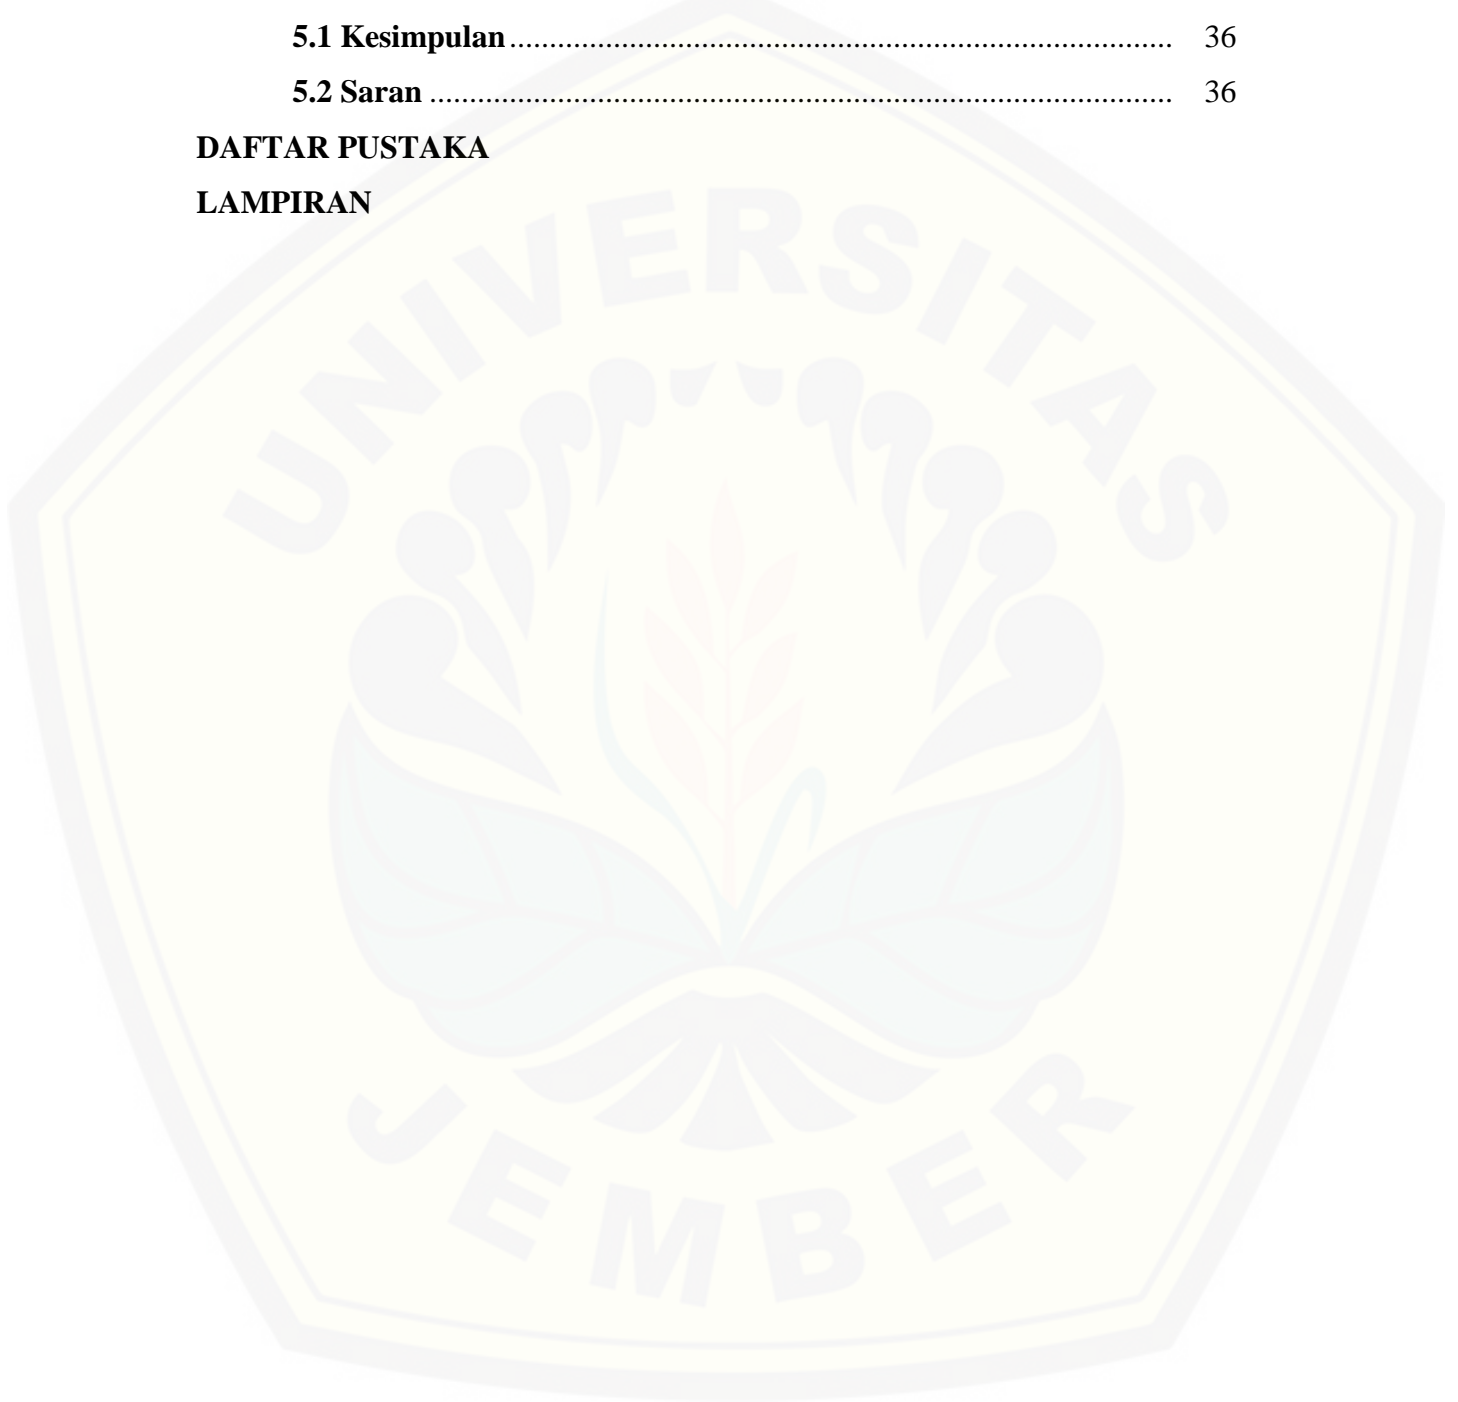 5.1 Kesimpulan................................................................................... 36
5.2 Saran ............................................................................................. 36
DAFTAR PUSTAKA
LAMPIRAN
UNIVERSITAS
JEMBER